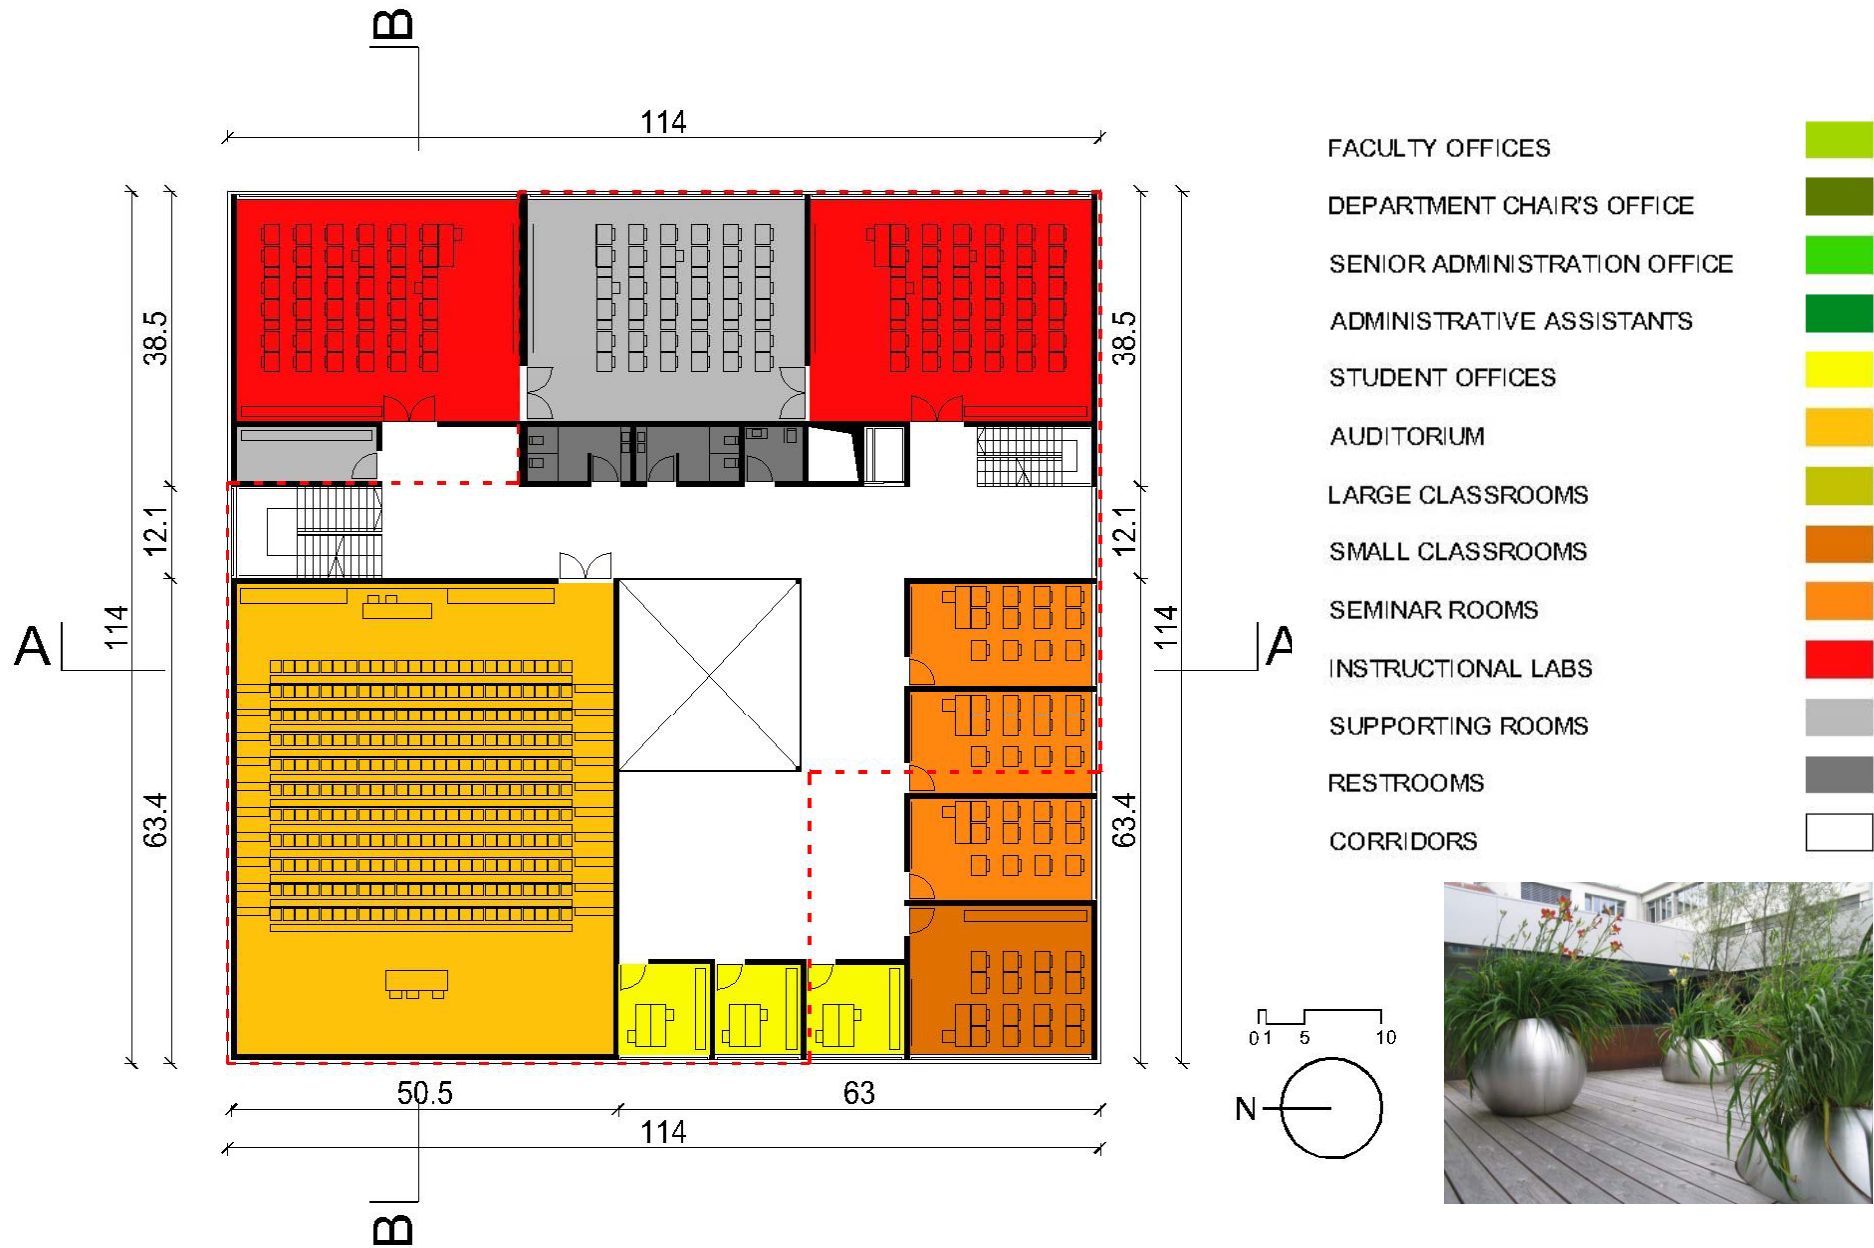 B
114
FACULTY OFFICES
DEPARTMENT CHAIR'S OFFICE
SENIOR ADMINISTRATION OFFICE
ADMINISTRATIVE ASSISTANTS
STUDENT OFFICES
AUDITORIUM
LARGE CLASSROOMS
SMALL CLASSROOMS
SEMINAR ROOMS
INSTRUCTIONAL LABS
SUPPORTING ROOMS
RESTROOMS
CORRIDORS
38.5
38.5
12.1
12.1
A
114
114
A
63.4
63.4
0 1 5 10
N
50.5
63
114
B